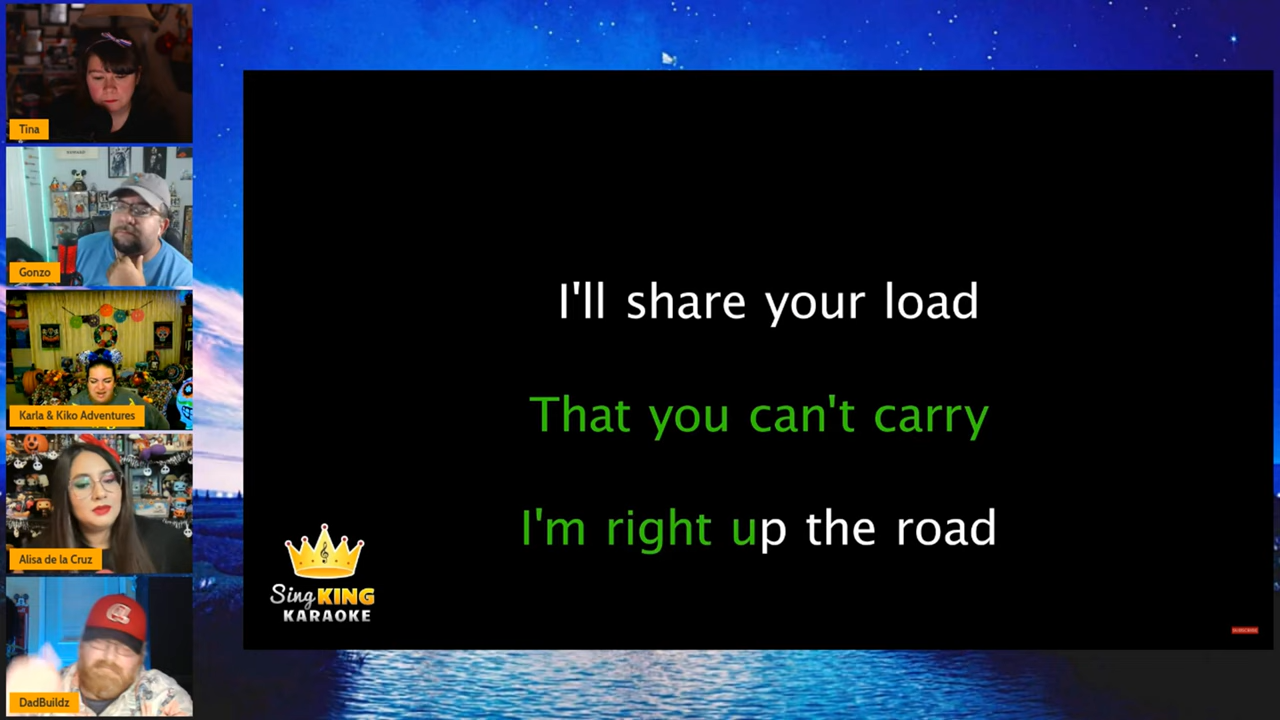 Tina
Gonzo
Karla & Kiko Adventures
Alisa de la Cruz
DadBuildz
I'll share your load
That you can't carry
I'm right up the road
Sing KING
KARAOKE
SUBSCRIBE